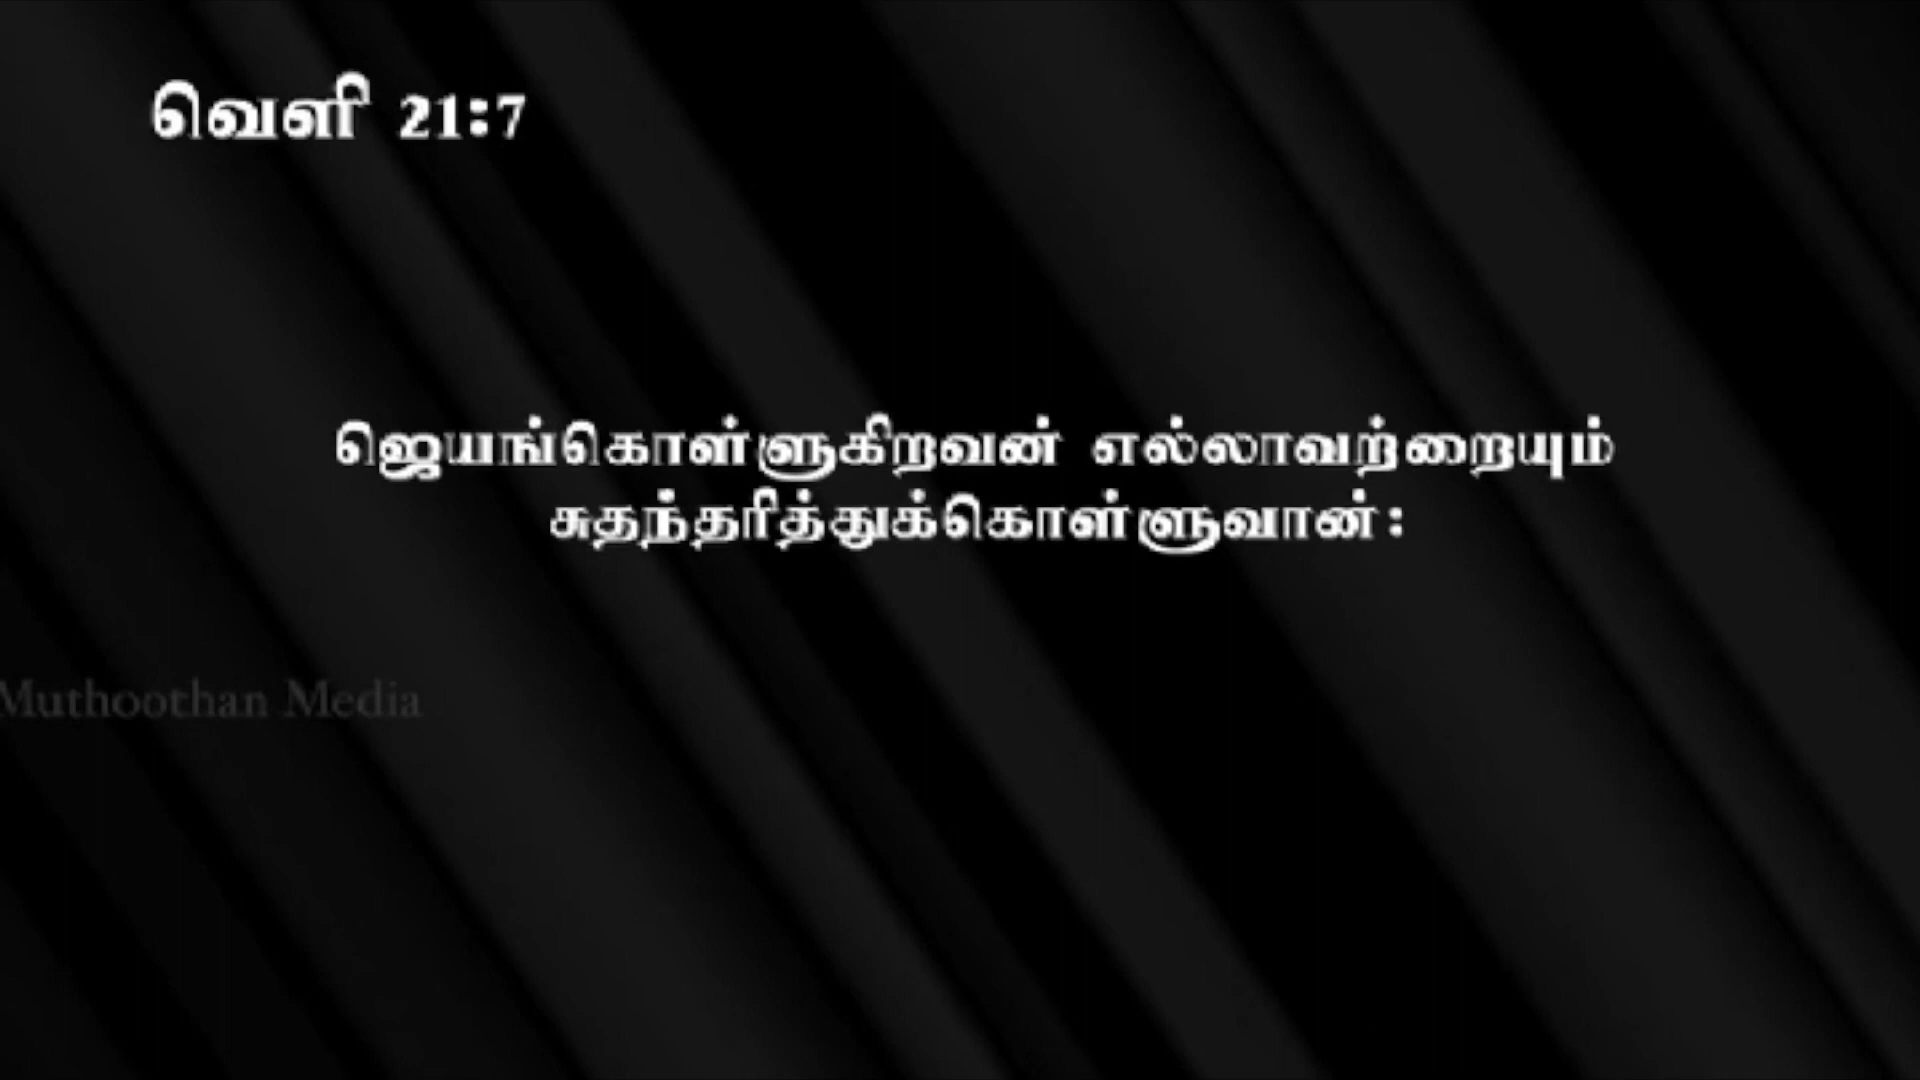 வெளி 21:7
ஜெயங்கொள்ளுகிறவன் எல்லாவற்றையும்
சுதந்தரித்துக்கொள்ளுவான்:
Muthoothan Media